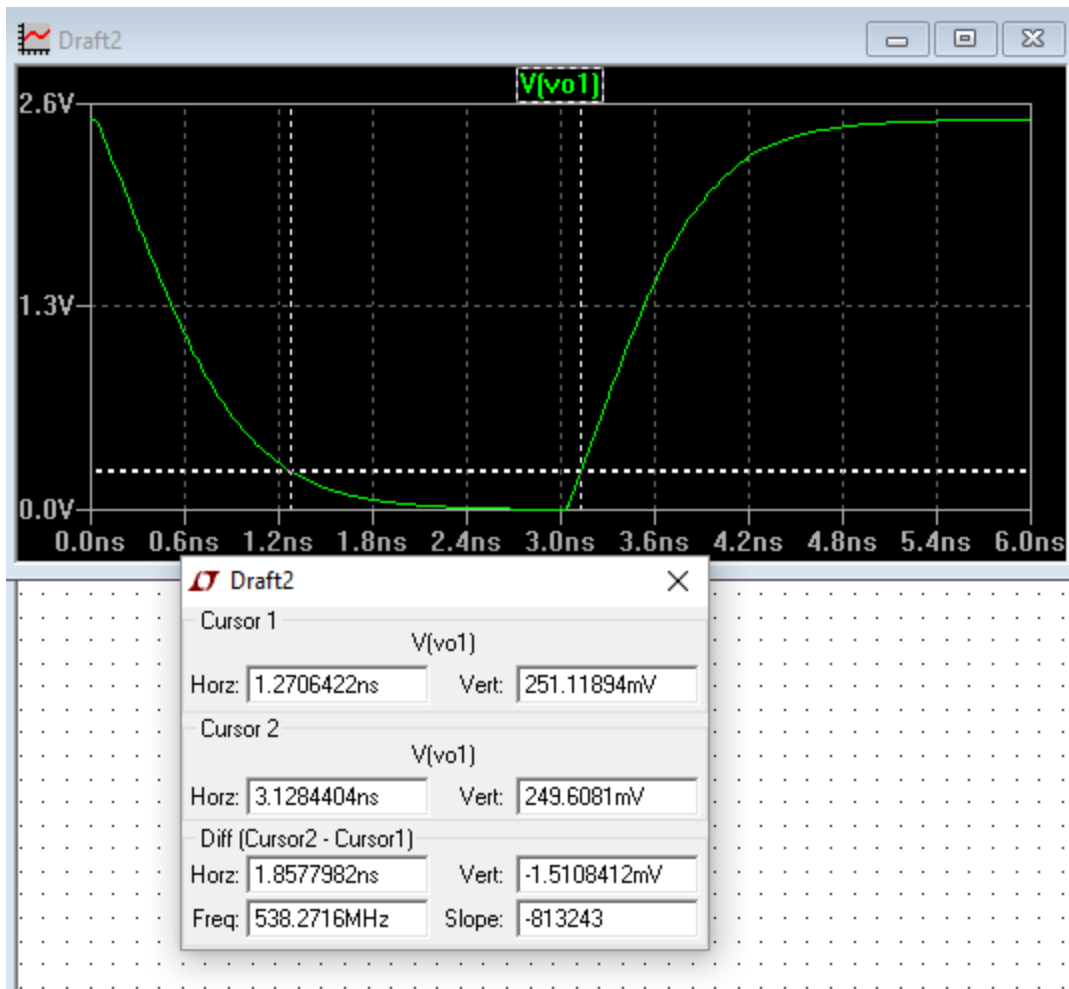 Draft2
V(vo1)
2.6V
1.3V
0.0V
0.0ns 0.6ns 1.2ns 1.8ns 2.4ns 3.0ns 3.6ns 4.2ns 4.8ns 5.4ns 6.0ns
Draft2
Cursor 1
V(vo1)
Horz: 1.2706422ns Vert: 251.11894mV
Cursor 2
V(vo1)
Horz: 3.1284404ns Vert: 249.6081mV
Diff (Cursor2 - Cursor1)
Horz: 1.8577982ns Vert: -1.5108412mV
Freq: 538.2716MHz Slope: -813243